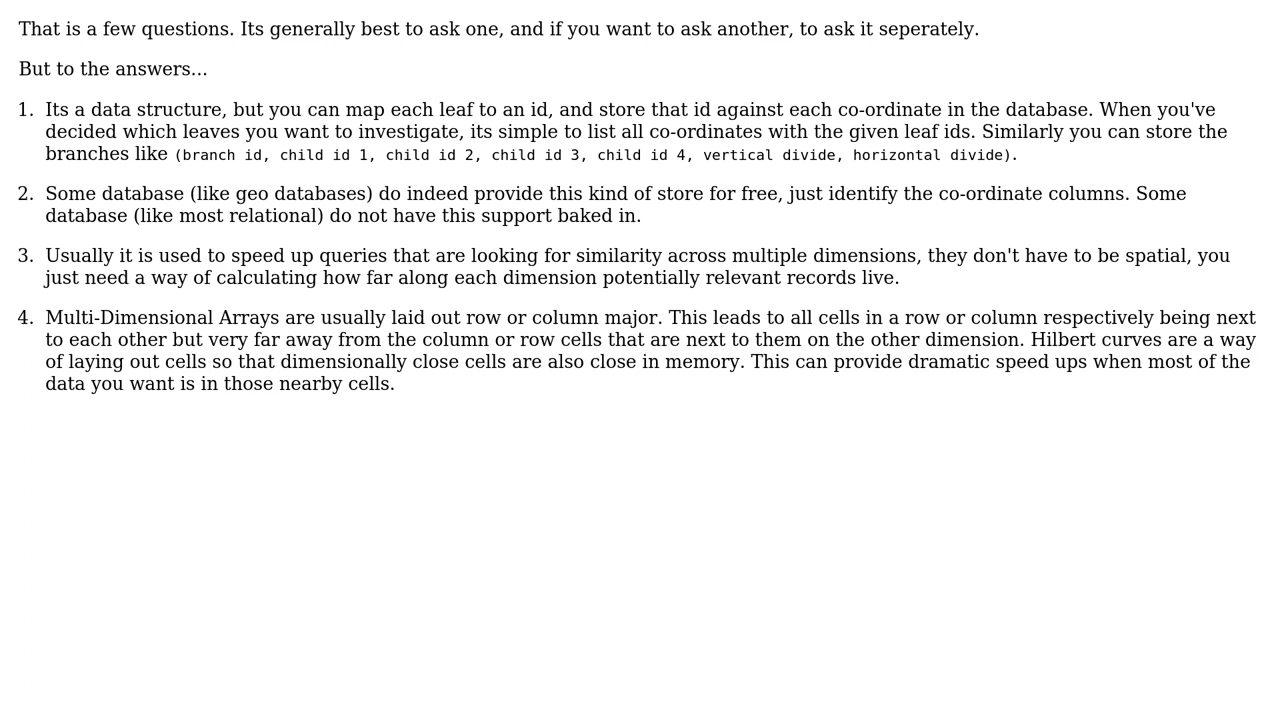 That is a few questions. Its generally best to ask one, and if you want to ask another, to ask it seperately.
But to the answers...
1. Its a data structure, but you can map each leaf to an id, and store that id against each co-ordinate in the database. When you've
decided which leaves you want to investigate, its simple to list all co-ordinates with the given leaf ids. Similarly you can store the
branches like (branch id, child id 1, child id 2, child id 3, child id 4, vertical divide, horizontal divide).
2. Some database (like geo databases) do indeed provide this kind of store for free, just identify the co-ordinate columns. Some
database (like most relational) do not have this support baked in.
3. Usually it is used to speed up queries that are looking for similarity across multiple dimensions, they don't have to be spatial, you
just need a way of calculating how far along each dimension potentially relevant records live.
4. Multi-Dimensional Arrays are usually laid out row or column major. This leads to all cells in a row or column respectively being next
to each other but very far away from the column or row cells that are next to them on the other dimension. Hilbert curves are a way
of laying out cells so that dimensionally close cells are also close in memory. This can provide dramatic speed ups when most of the
data you want is in those nearby cells.